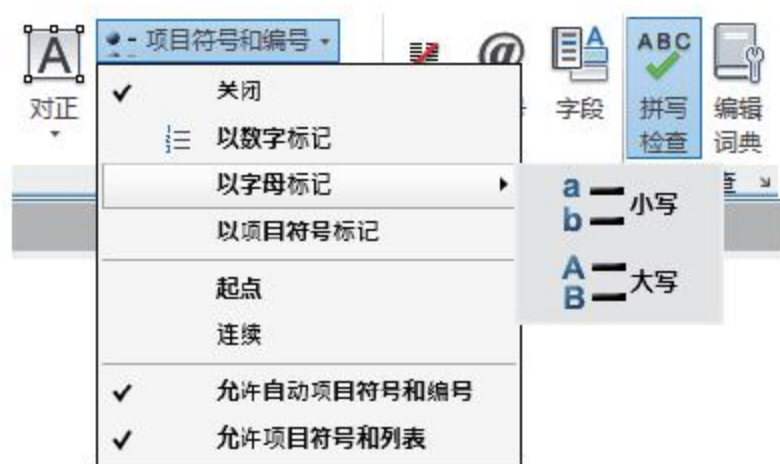 项目符号和编号
@
对正
字段
ABC
拼写
检查
编辑
词典
关闭
以数字标记
以字母标记
以项目符号标记
起点
连续
允许自动项目符号和编号
允许项目符号和列表
查
a
b
小写
A
B
大写